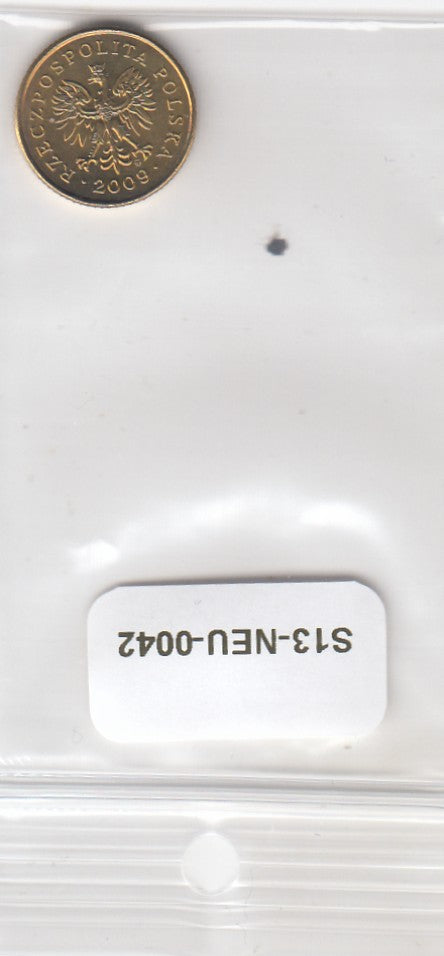 RZECZPOSPOLITA POLSKA
· 2009 ·
S13-NEU-0042